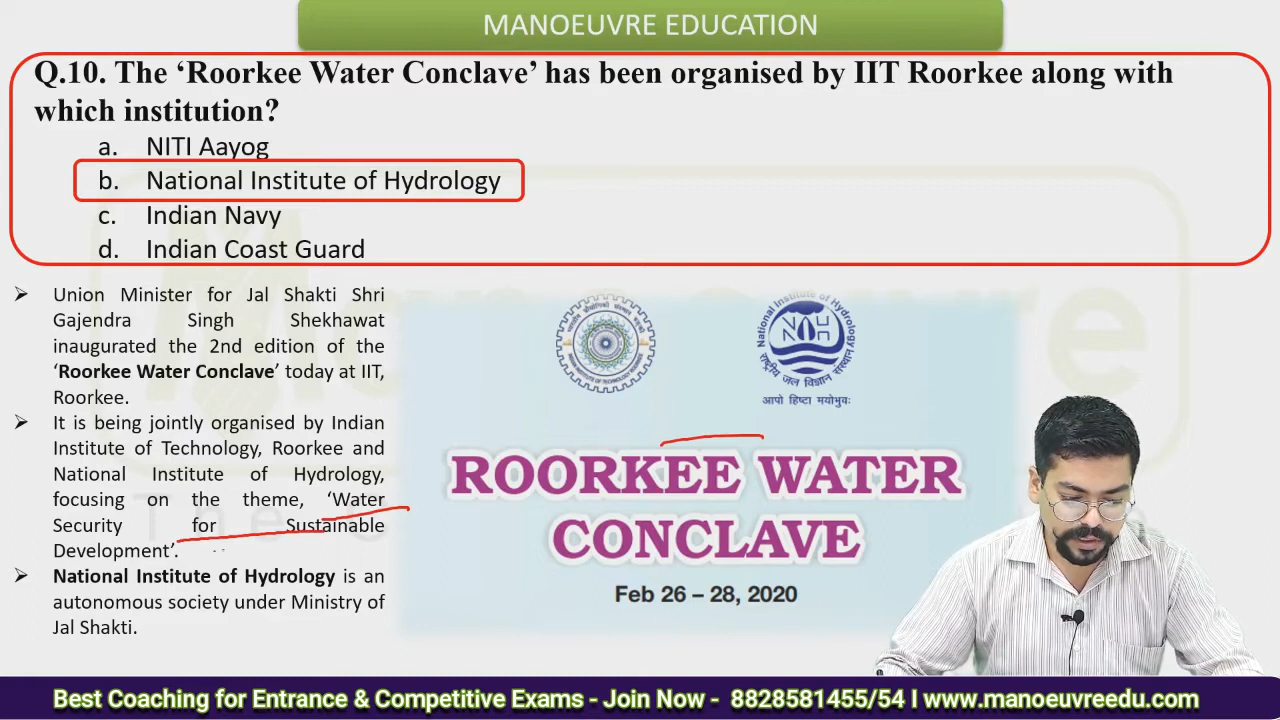 MANOEUVRE EDUCATION
Q.10. The ‘Roorkee Water Conclave’ has been organised by IIT Roorkee along with
which institution?
a. NITI Aayog
b. National Institute of Hydrology
c. Indian Navy
d. Indian Coast Guard
➢ Union Minister for Jal Shakti Shri
Gajendra Singh Shekhawat
inaugurated the 2nd edition of the
‘Roorkee Water Conclave’ today at IIT,
Roorkee.
➢ It is being jointly organised by Indian
Institute of Technology, Roorkee and
National Institute of Hydrology,
focusing on the theme, ‘Water
Security for Sustainable
Development’.
➢ National Institute of Hydrology is an
autonomous society under Ministry of
Jal Shakti.
National Institute of Hydrology
राष्ट्रीय जल विज्ञान संस्थान
आपो हिष्टा मयोभुवः
ROORKEE WATER
CONCLAVE
Feb 26 – 28, 2020
Best Coaching for Entrance & Competitive Exams - Join Now - 8828581455/54 I www.manoeuvreedu.com